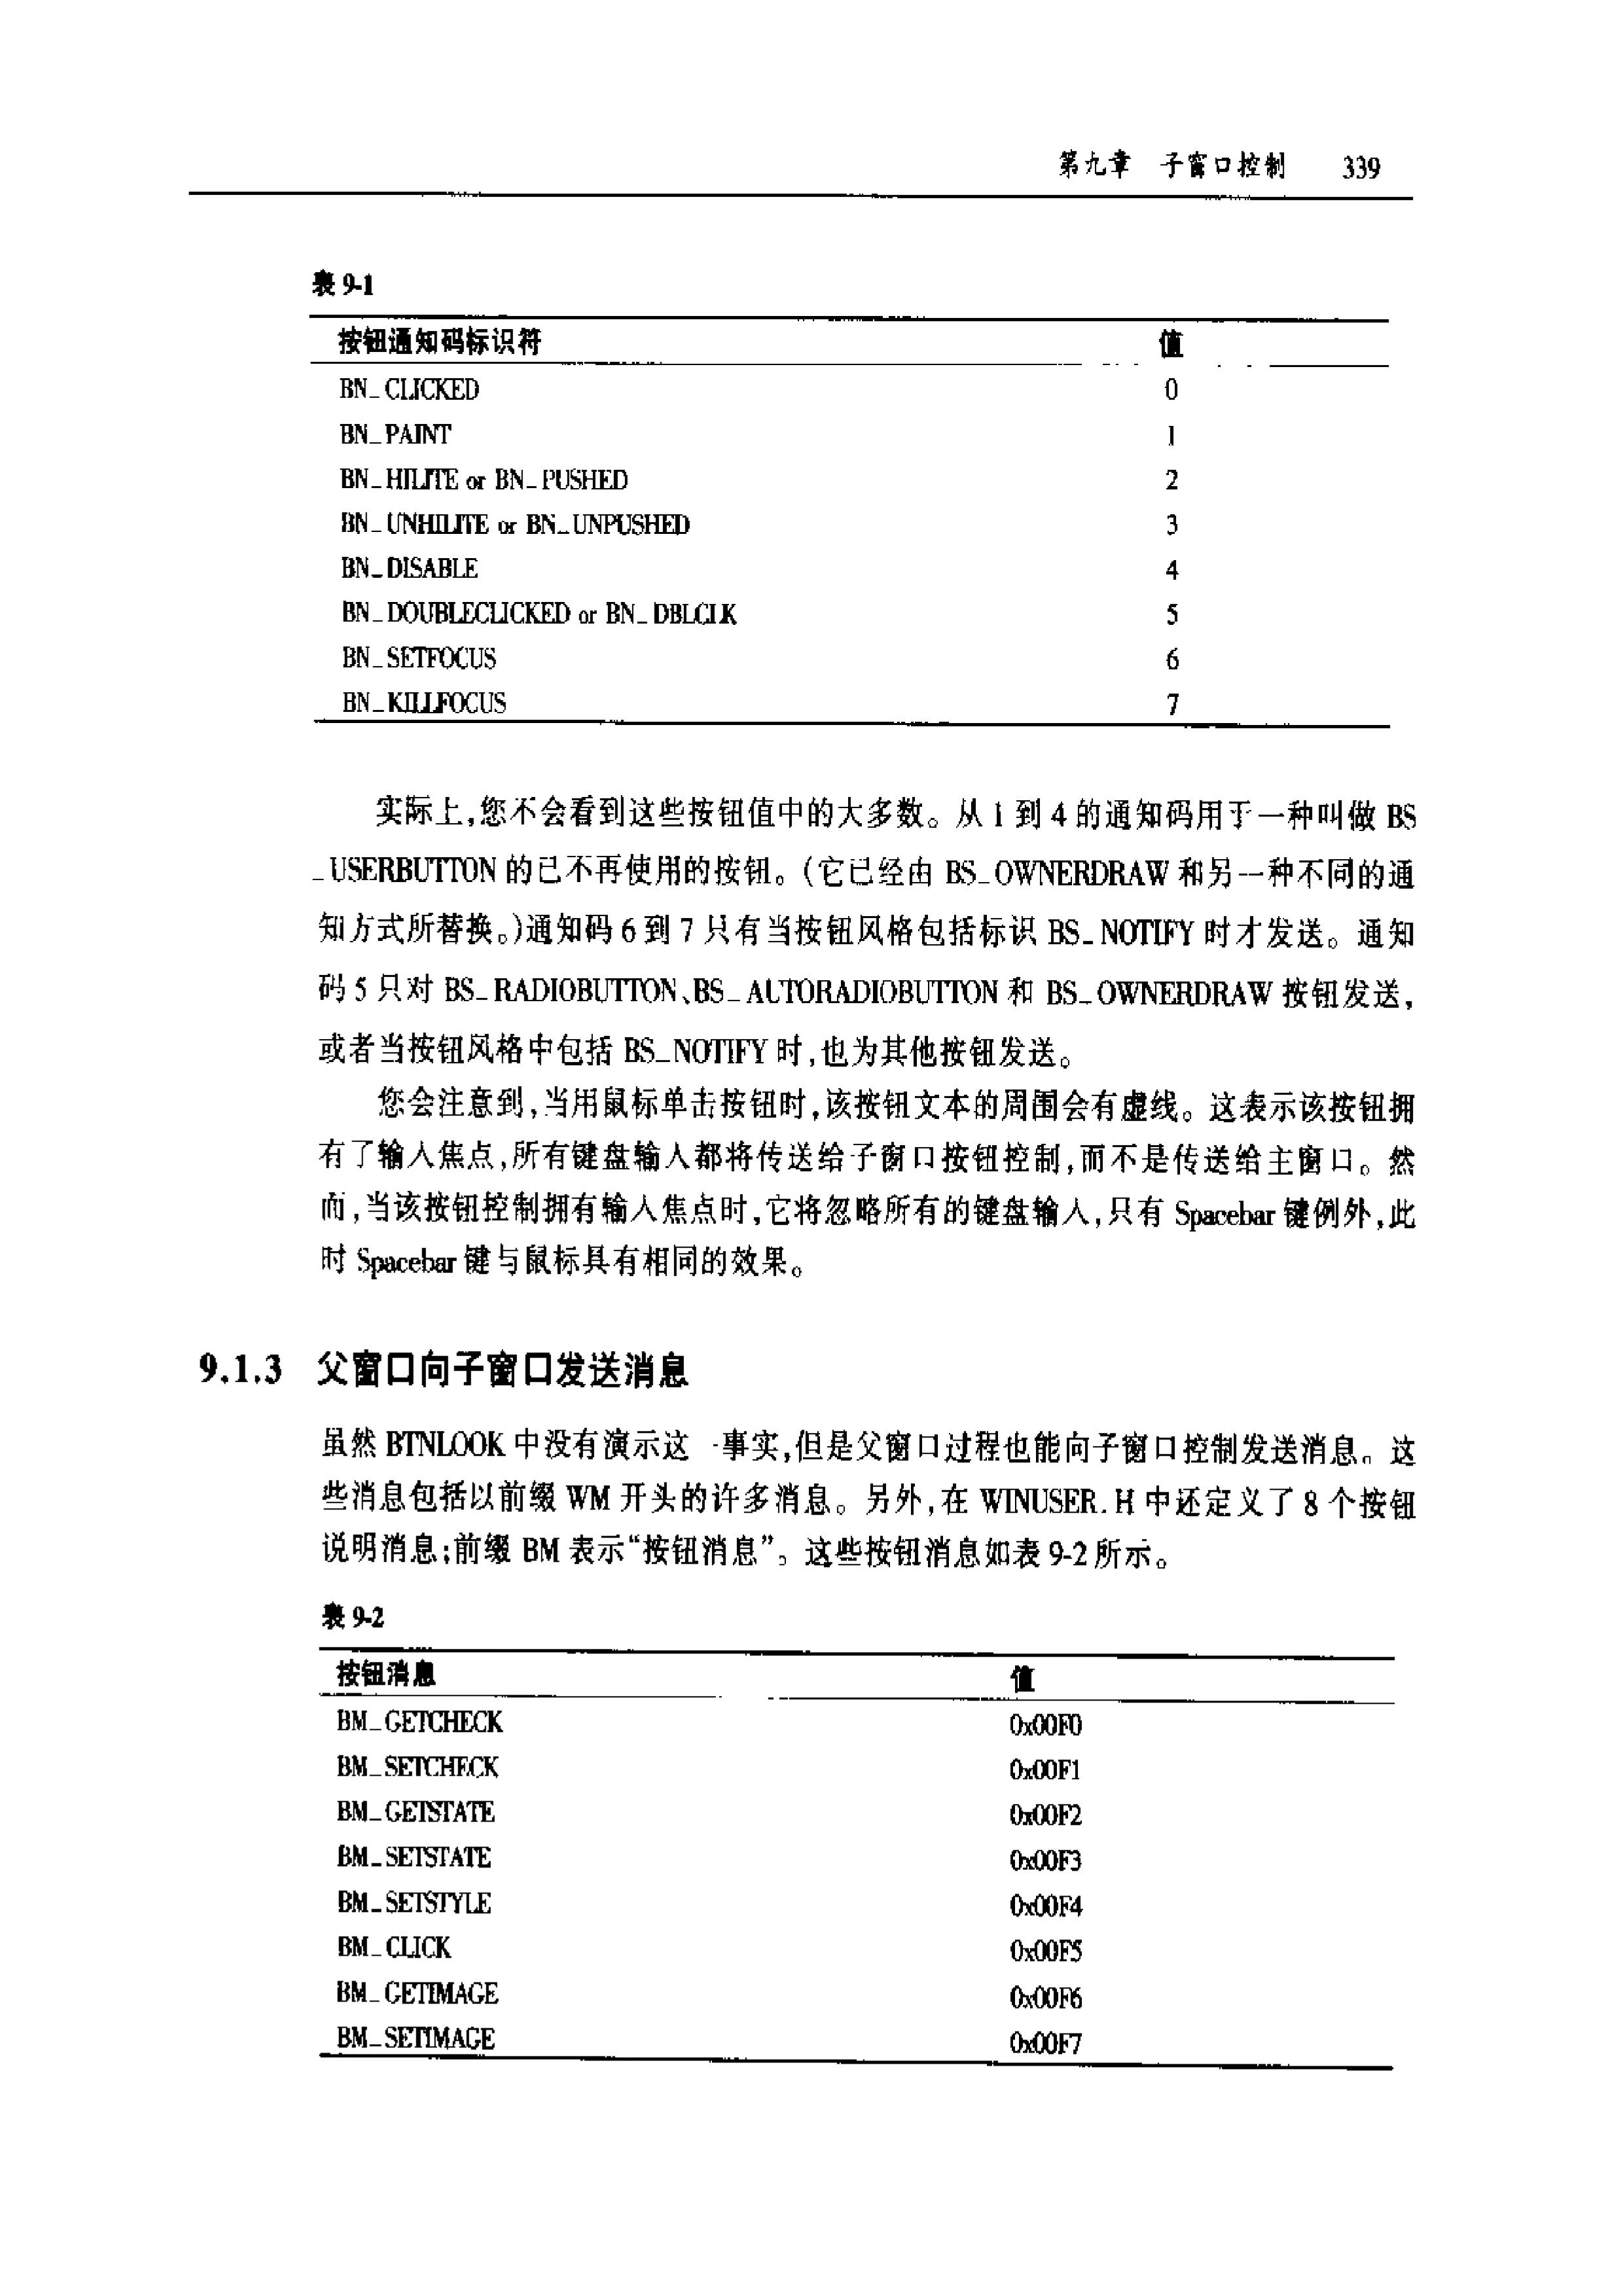 第九章 子窗口控制 339
表 9-1
按钮通知码标识符 值
BN_CLICKED 0
BN_PAINT 1
BN_HILITE or BN_PUSHED 2
BN_UNHILITE or BN_UNPUSHED 3
BN_DISABLE 4
BN_DOUBLECLICKED or BN_DBLCLK 5
BN_SETFOCUS 6
BN_KILLFOCUS 7
实际上,您不会看到这些按钮值中的大多数。从 1 到 4 的通知码用于一种叫做 BS
_USERBUTTON 的已不再使用的按钮。(它已经由 BS_OWNERDRAW 和另一种不同的通
知方式所替换。)通知码 6 到 7 只有当按钮风格包括标识 BS_NOTIFY 时才发送。通知
码 5 只对 BS_RADIOBUTTON、BS_AUTORADIOBUTTON 和 BS_OWNERDRAW 按钮发送,
或者当按钮风格中包括 BS_NOTIFY 时,也为其他按钮发送。
您会注意到,当用鼠标单击按钮时,该按钮文本的周围会有虚线。这表示该按钮拥
有了输入焦点,所有键盘输入都将传送给子窗口按钮控制,而不是传送给主窗口。然
而,当该按钮控制拥有输入焦点时,它将忽略所有的键盘输入,只有 Spacebar 键例外,此
时 Spacebar 键与鼠标具有相同的效果。
9.1.3 父窗口向子窗口发送消息
虽然 BTNLOOK 中没有演示这一事实,但是父窗口过程也能向子窗口控制发送消息。这
些消息包括以前缀 WM 开头的许多消息。另外,在 WINUSER.H 中还定义了 8 个按钮
说明消息;前缀 BM 表示“按钮消息”。这些按钮消息如表 9-2 所示。
表 9-2
按钮消息 值
BM_GETCHECK 0x00F0
BM_SETCHECK 0x00F1
BM_GETSTATE 0x00F2
BM_SETSTATE 0x00F3
BM_SETSTYLE 0x00F4
BM_CLICK 0x00F5
BM_GETIMAGE 0x00F6
BM_SETIMAGE 0x00F7